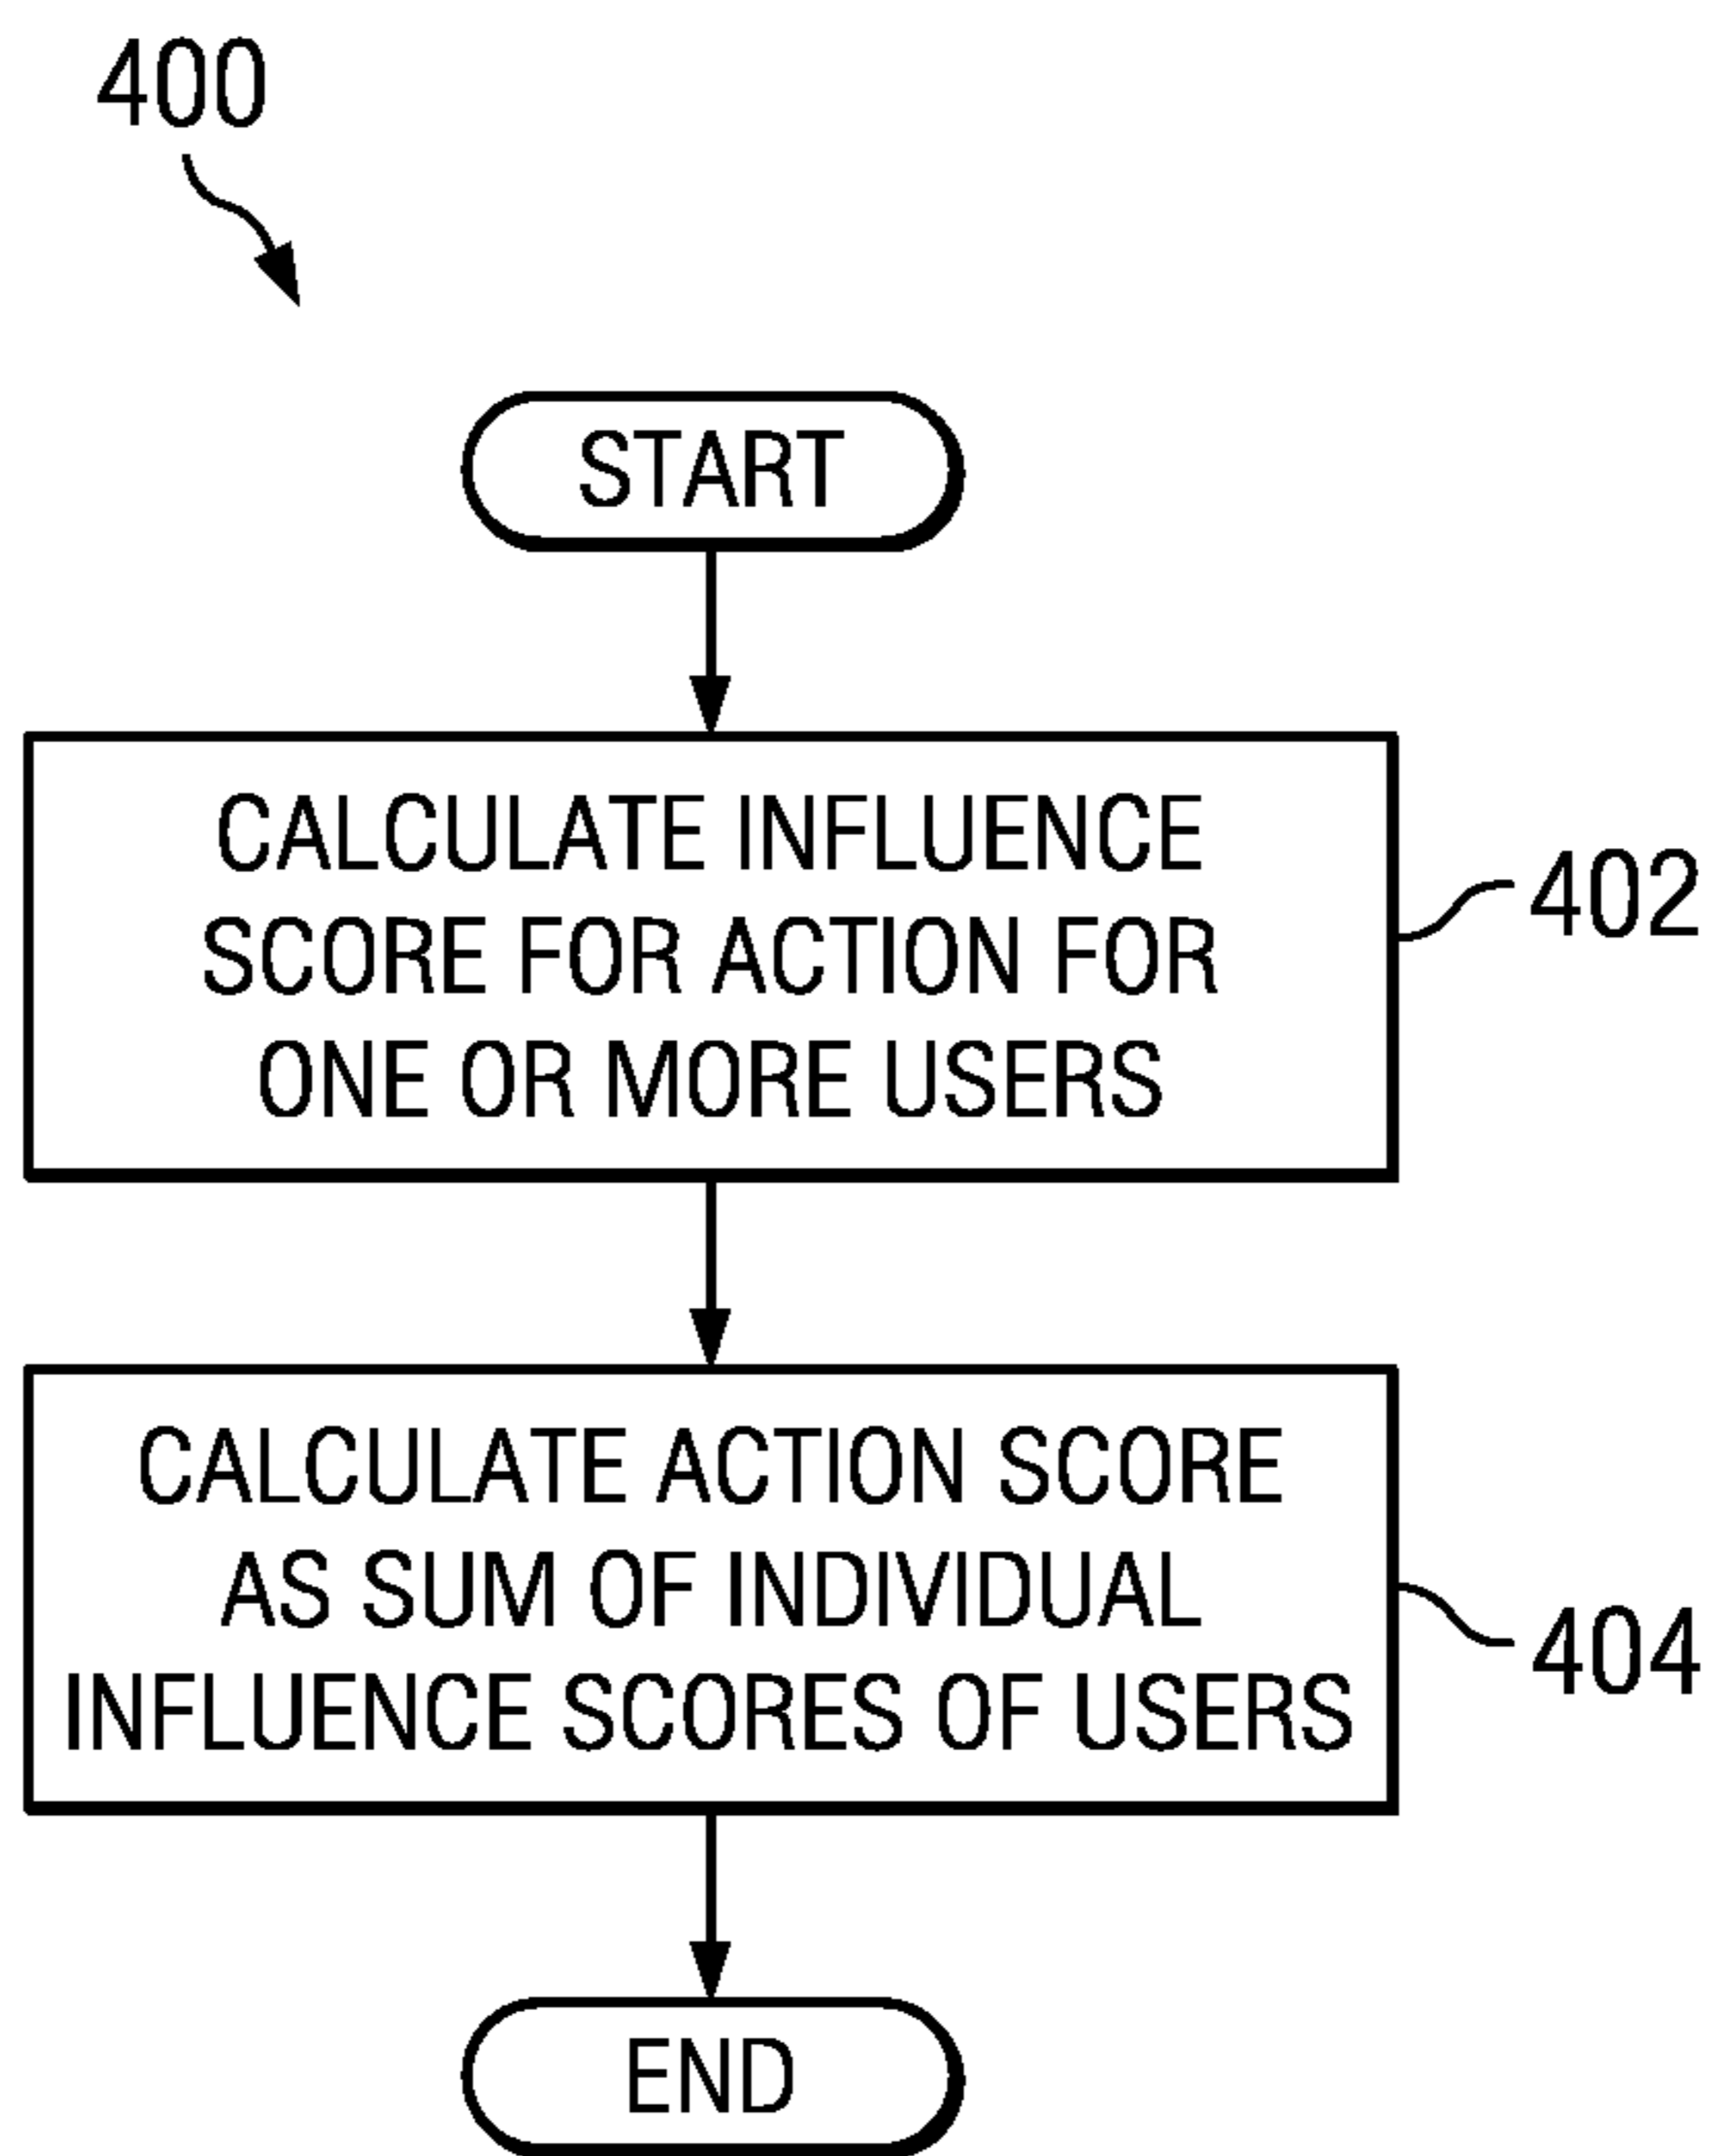 400
START
CALCULATE INFLUENCE
SCORE FOR ACTION FOR
ONE OR MORE USERS
402
CALCULATE ACTION SCORE
AS SUM OF INDIVIDUAL
INFLUENCE SCORES OF USERS
404
END